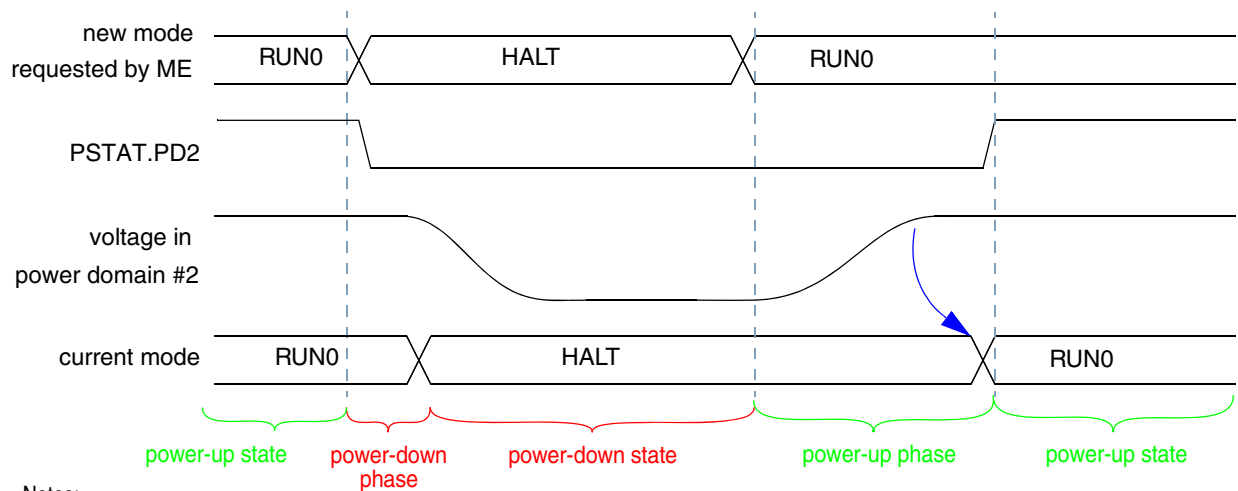 new mode
requested by ME
RUN0
HALT
RUN0
PSTAT.PD2
voltage in
power domain #2
current mode
RUN0
HALT
RUN0
power-up state
power-down
phase
power-down state
power-up phase
power-up state
Notes: